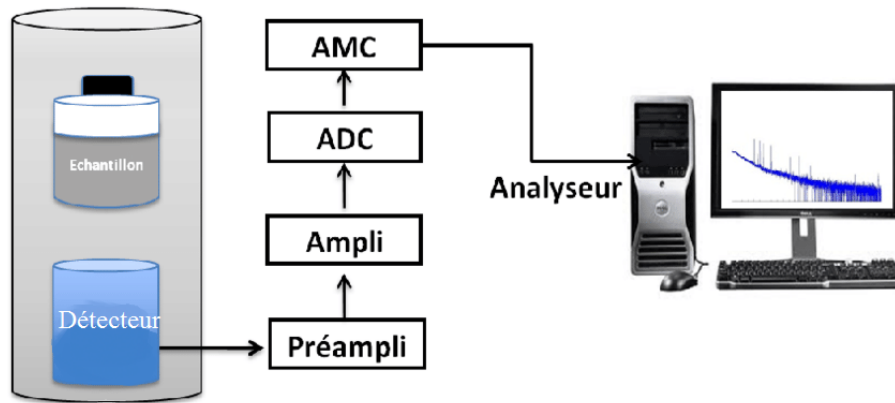 AMC
Echantillon
ADC
Analyseur
Ampli
Détecteur
Préampli